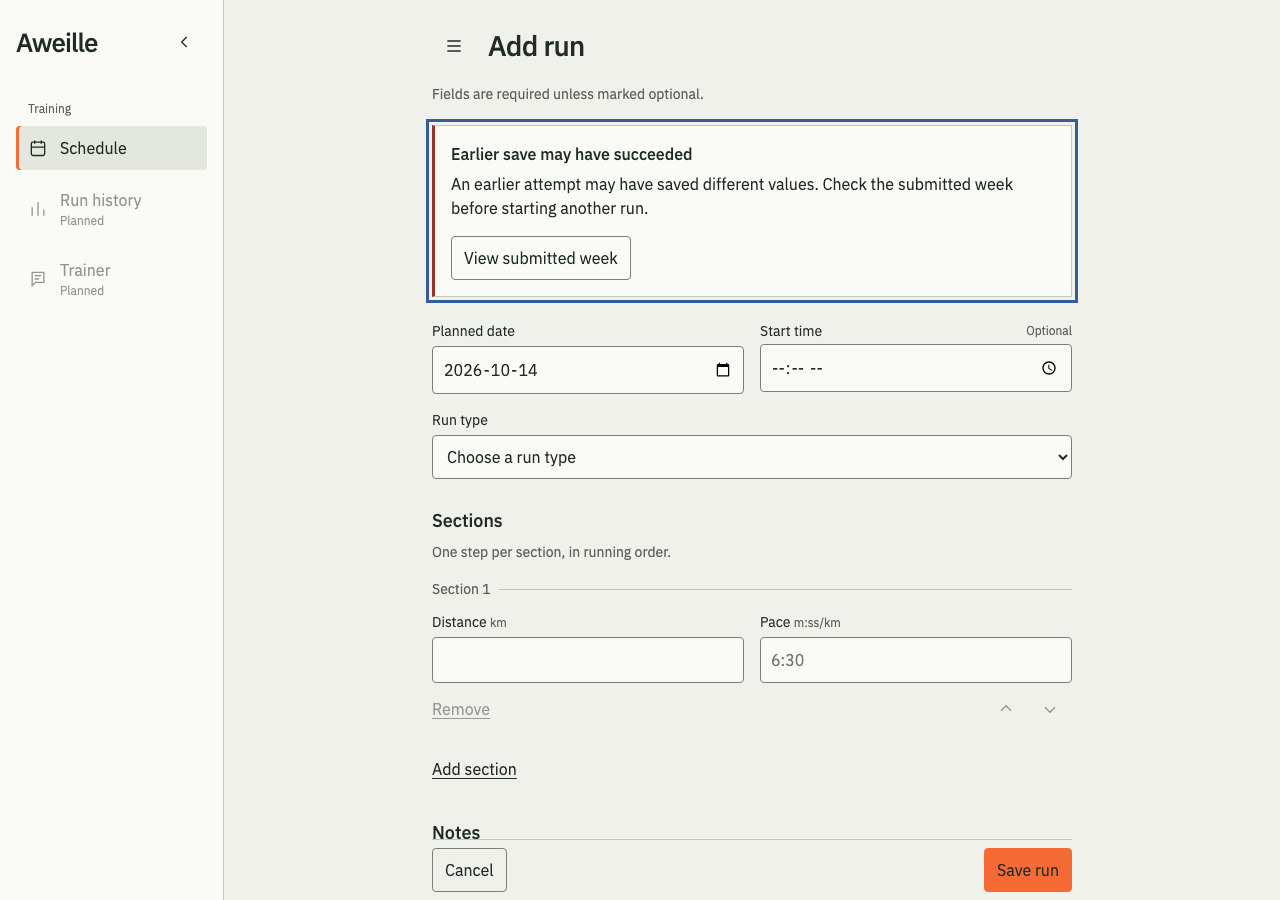 Aweille
Training
Schedule
Run history
Planned
Trainer
Planned
Add run
Fields are required unless marked optional.
Earlier save may have succeeded
An earlier attempt may have saved different values. Check the submitted week
before starting another run.
View submitted week
Planned date
Start time Optional
2026-10-14
--:-- --
Run type
Choose a run type
Sections
One step per section, in running order.
Section 1
Distance km
Pace m:ss/km
6:30
Remove
Add section
Notes
Cancel
Save run